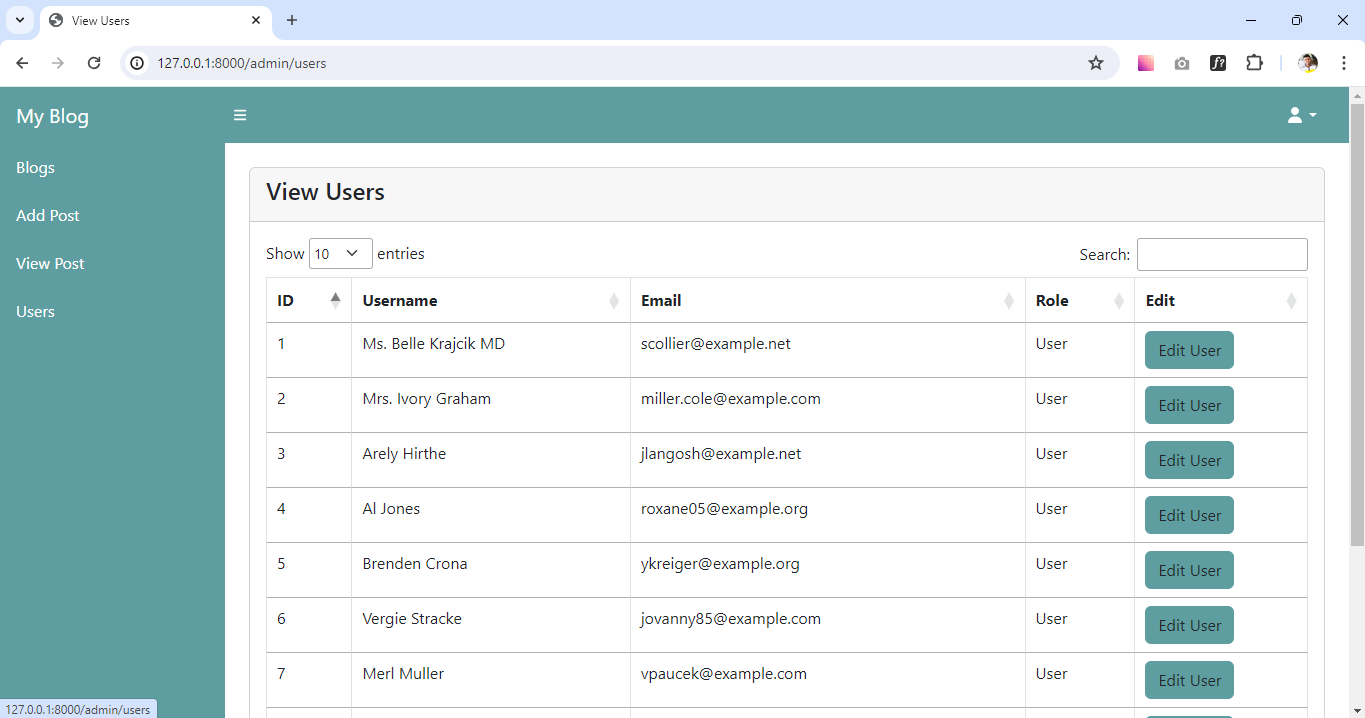 View Users
127.0.0.1:8000/admin/users
f?
My Blog
Blogs
Add Post
View Post
Users
View Users
Show 10 entries
Search:
ID Username Email Role Edit
1 Ms. Belle Krajcik MD scollier@example.net User Edit User
2 Mrs. Ivory Graham miller.cole@example.com User Edit User
3 Arely Hirthe jlangosh@example.net User Edit User
4 Al Jones roxane05@example.org User Edit User
5 Brenden Crona ykreiger@example.org User Edit User
6 Vergie Stracke jovanny85@example.com User Edit User
7 Merl Muller vpaucek@example.com User Edit User
127.0.0.1:8000/admin/users